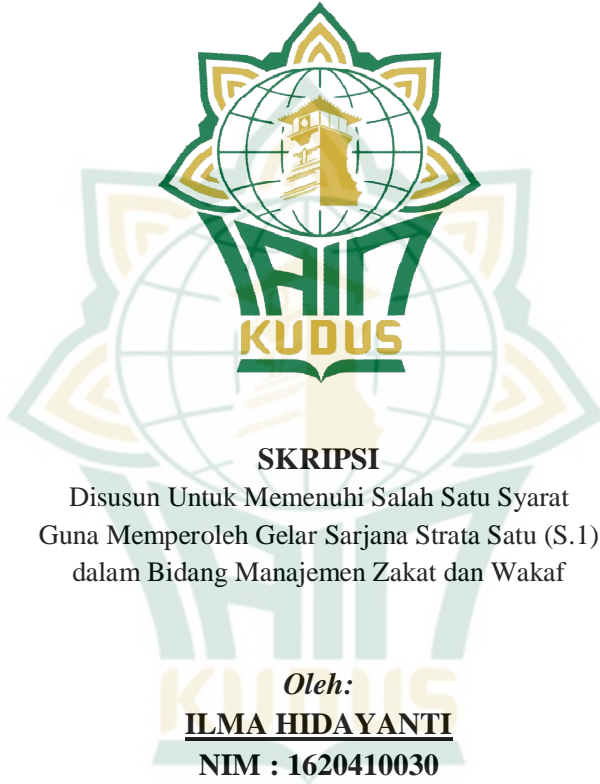 IAIN
KUDUS
SKRIPSI
Disusun Untuk Memenuhi Salah Satu Syarat
Guna Memperoleh Gelar Sarjana Strata Satu (S.1)
dalam Bidang Manajemen Zakat dan Wakaf
Oleh:
ILMA HIDAYANTI
NIM : 1620410030